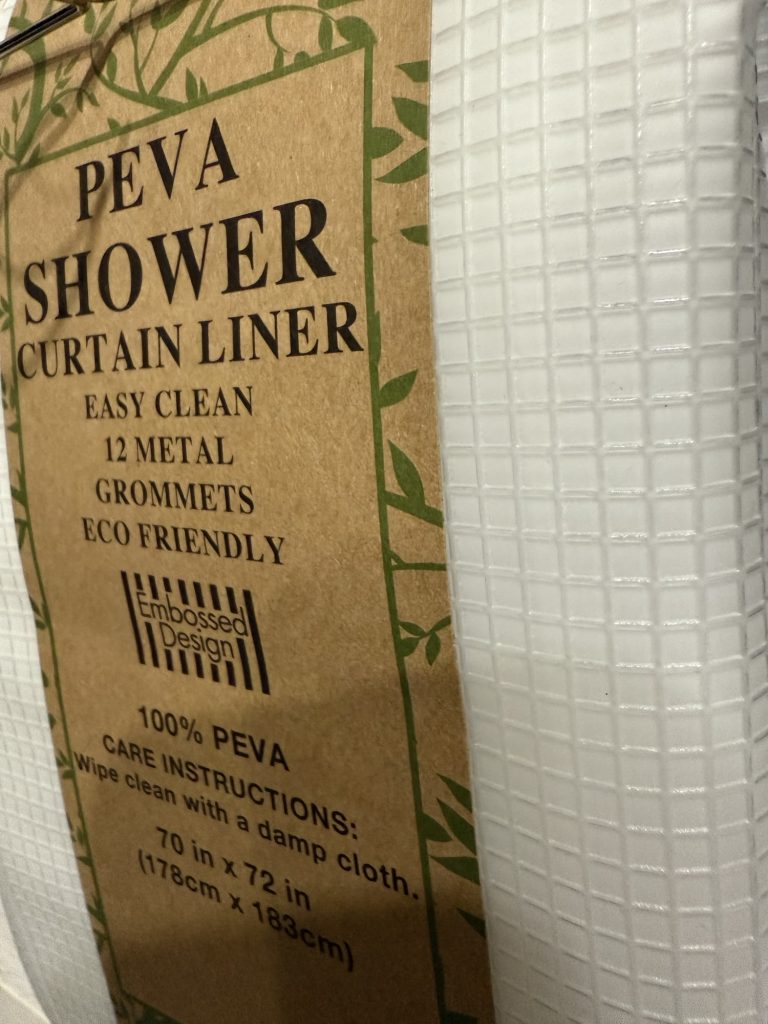 PEVA
SHOWER
CURTAIN LINER
EASY CLEAN
12 METAL
GROMMETS
ECO FRIENDLY
Embossed
Design
100% PEVA
CARE INSTRUCTIONS:
Wipe clean with a damp cloth.
70 in x 72 in
(178cm x 183cm)